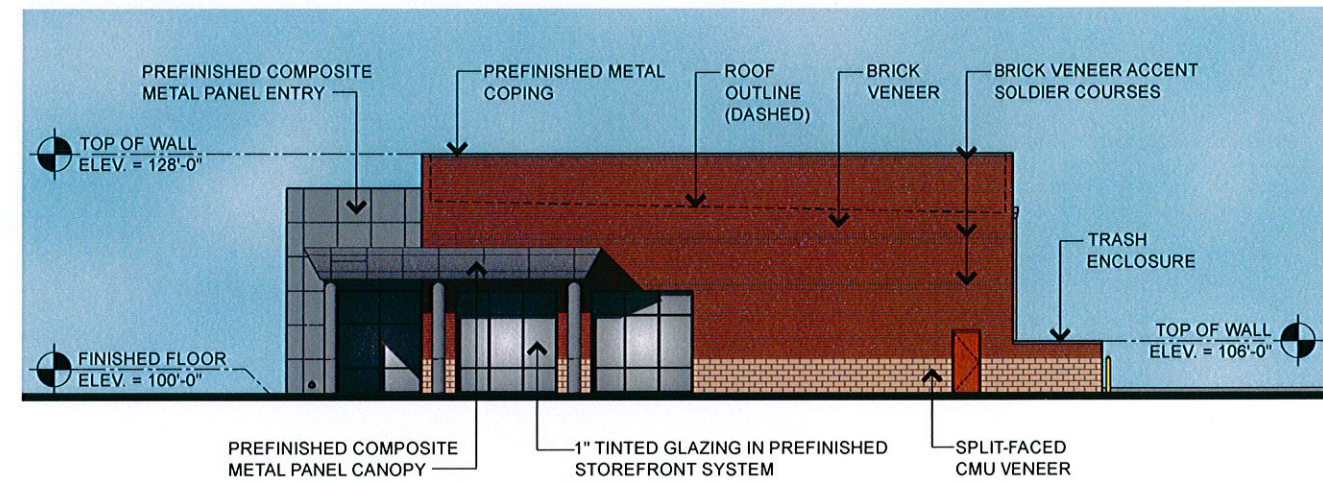 PREFINISHED COMPOSITE
METAL PANEL ENTRY
PREFINISHED METAL
COPING
ROOF
OUTLINE
(DASHED)
BRICK
VENEER
BRICK VENEER ACCENT
SOLDIER COURSES
TOP OF WALL
ELEV. = 128'-0"
TRASH
ENCLOSURE
TOP OF WALL
ELEV. = 106'-0"
FINISHED FLOOR
ELEV. = 100'-0"
PREFINISHED COMPOSITE
METAL PANEL CANOPY
1" TINTED GLAZING IN PREFINISHED
STOREFRONT SYSTEM
SPLIT-FACED
CMU VENEER